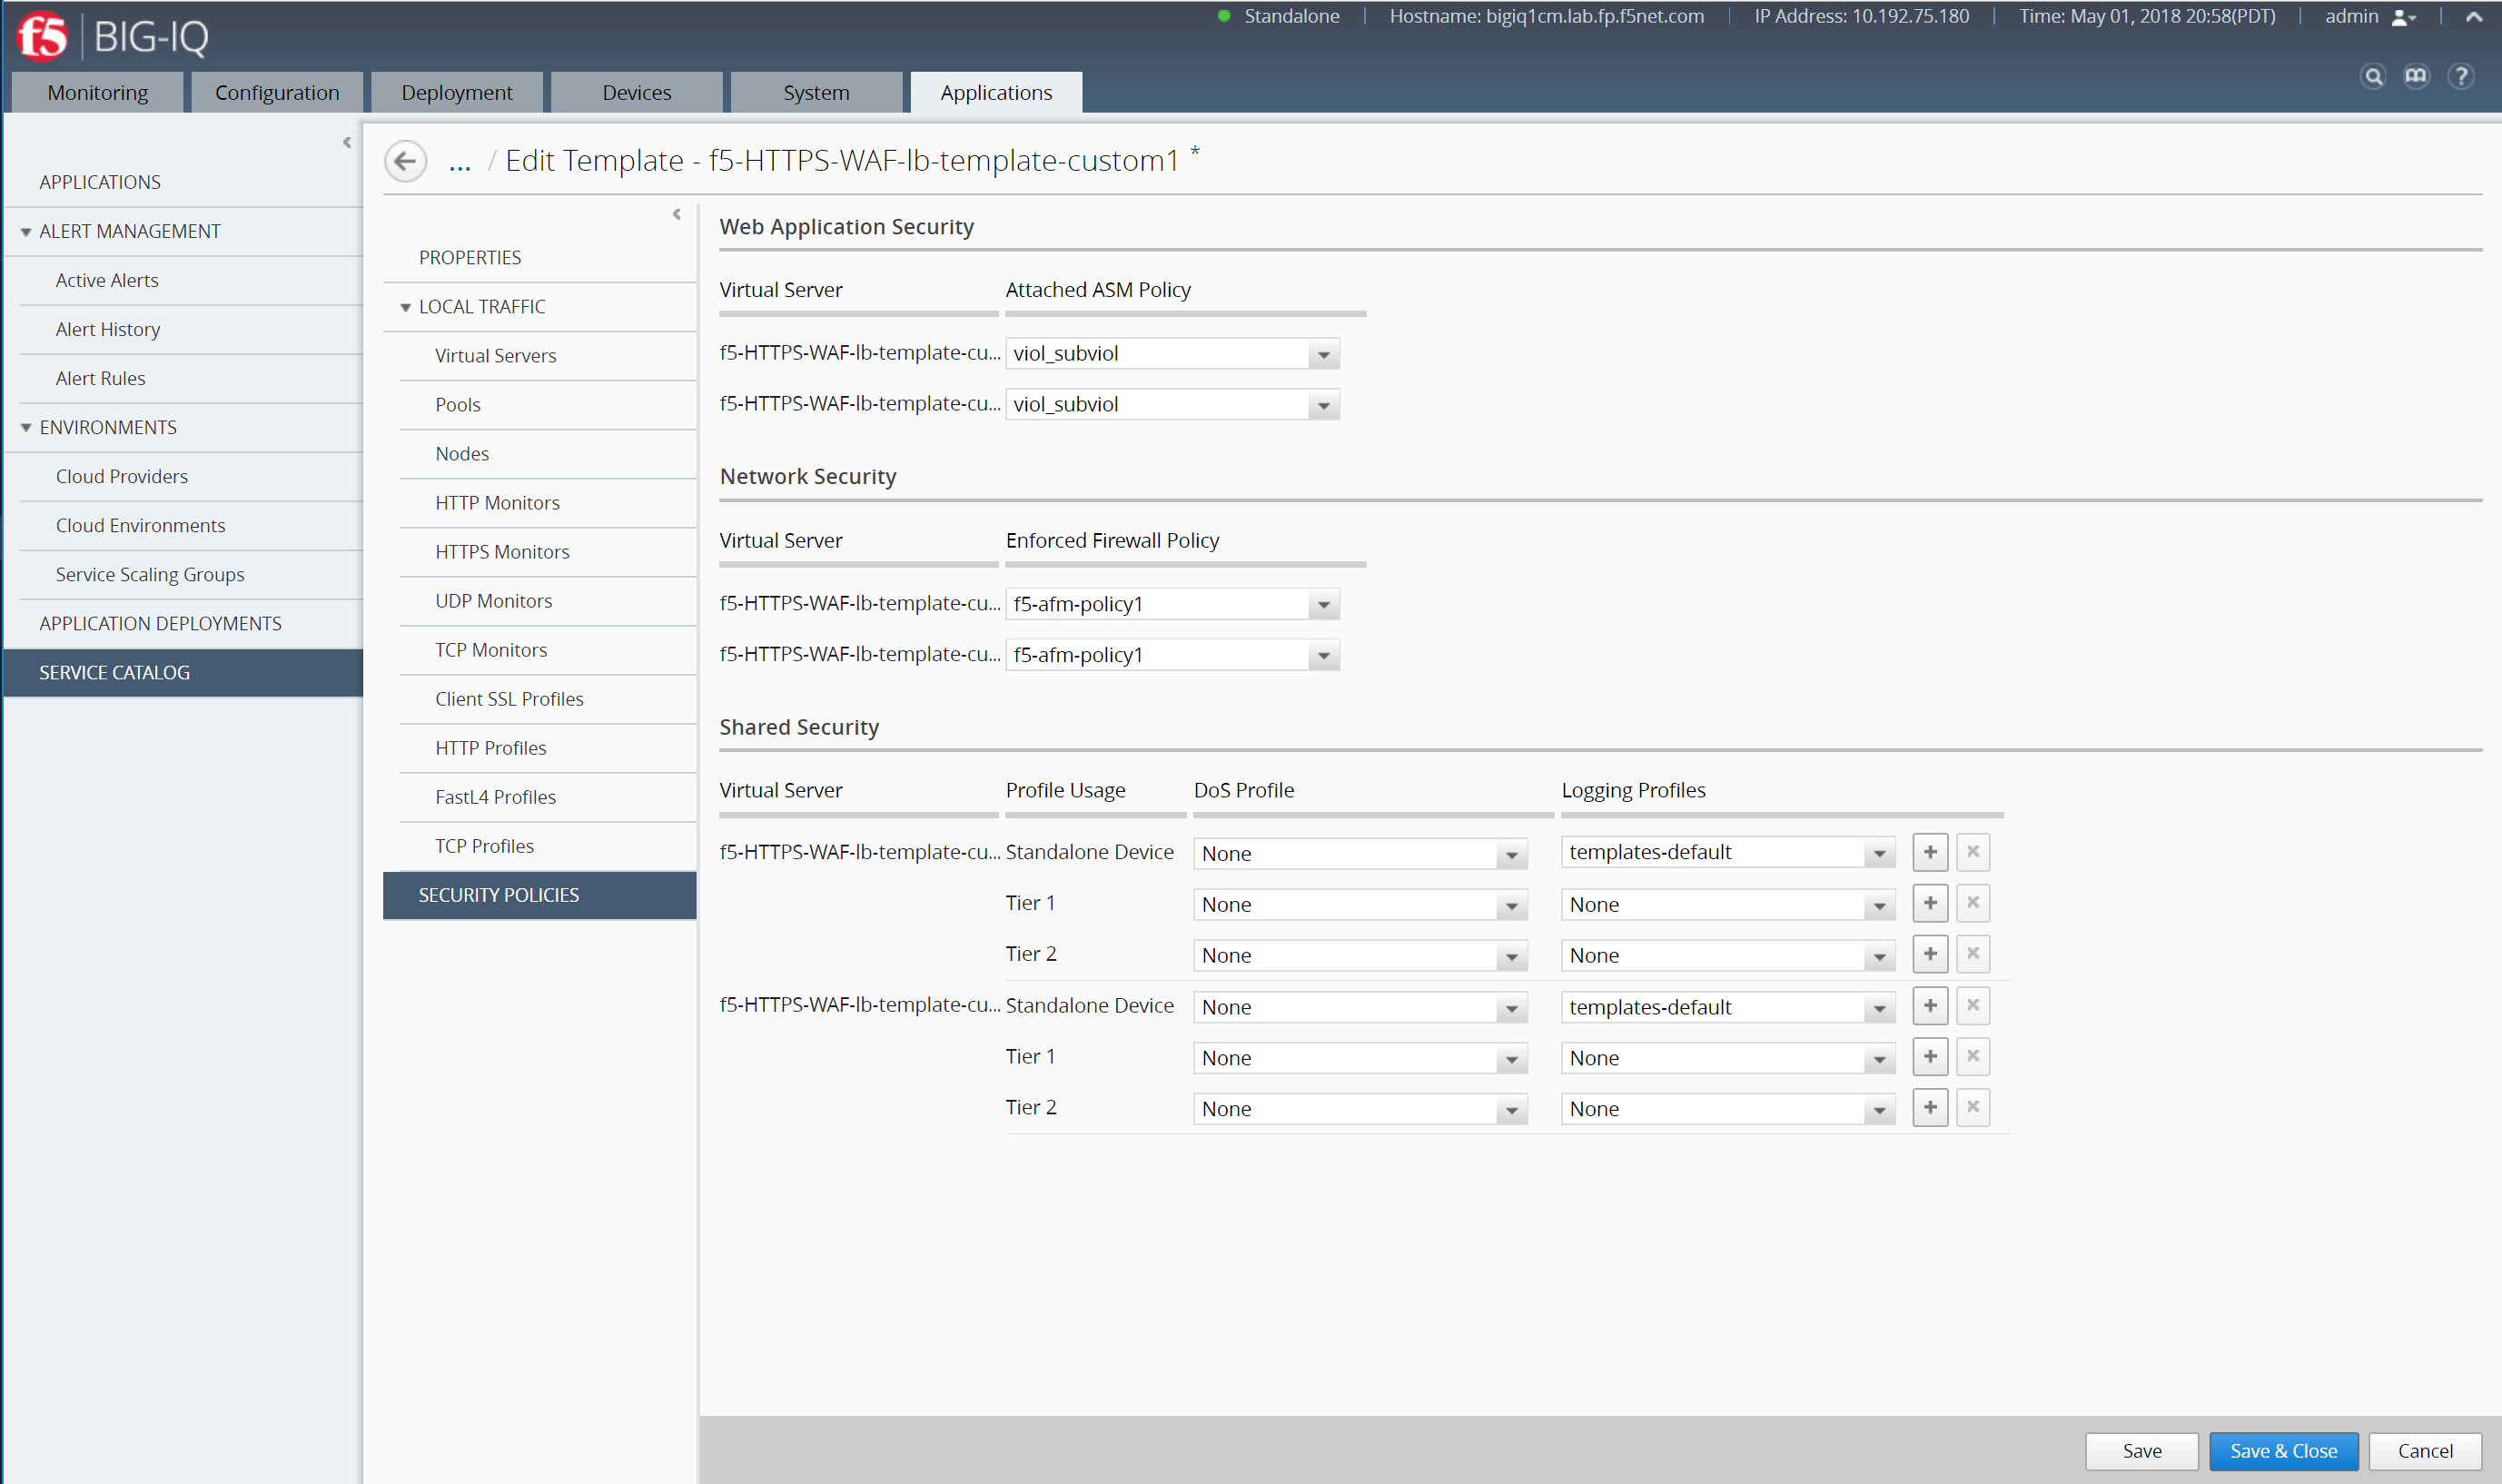 f5 BIG-IQ
Standalone | Hostname: bigiq1cm.lab.fp.f5net.com | IP Address: 10.192.75.180 | Time: May 01, 2018 20:58(PDT) | admin
Monitoring Configuration Deployment Devices System Applications
APPLICATIONS
ALERT MANAGEMENT
Active Alerts
Alert History
Alert Rules
ENVIRONMENTS
Cloud Providers
Cloud Environments
Service Scaling Groups
APPLICATION DEPLOYMENTS
SERVICE CATALOG
... / Edit Template - f5-HTTPS-WAF-lb-template-custom1 *
PROPERTIES
LOCAL TRAFFIC
Virtual Servers
Pools
Nodes
HTTP Monitors
HTTPS Monitors
UDP Monitors
TCP Monitors
Client SSL Profiles
HTTP Profiles
FastL4 Profiles
TCP Profiles
SECURITY POLICIES
Web Application Security
Virtual Server Attached ASM Policy
f5-HTTPS-WAF-lb-template-cu... viol_subviol
f5-HTTPS-WAF-lb-template-cu... viol_subviol
Network Security
Virtual Server Enforced Firewall Policy
f5-HTTPS-WAF-lb-template-cu... f5-afm-policy1
f5-HTTPS-WAF-lb-template-cu... f5-afm-policy1
Shared Security
Virtual Server Profile Usage DoS Profile Logging Profiles
f5-HTTPS-WAF-lb-template-cu... Standalone Device None templates-default
Tier 1 None None
Tier 2 None None
f5-HTTPS-WAF-lb-template-cu... Standalone Device None templates-default
Tier 1 None None
Tier 2 None None
Save Save & Close Cancel